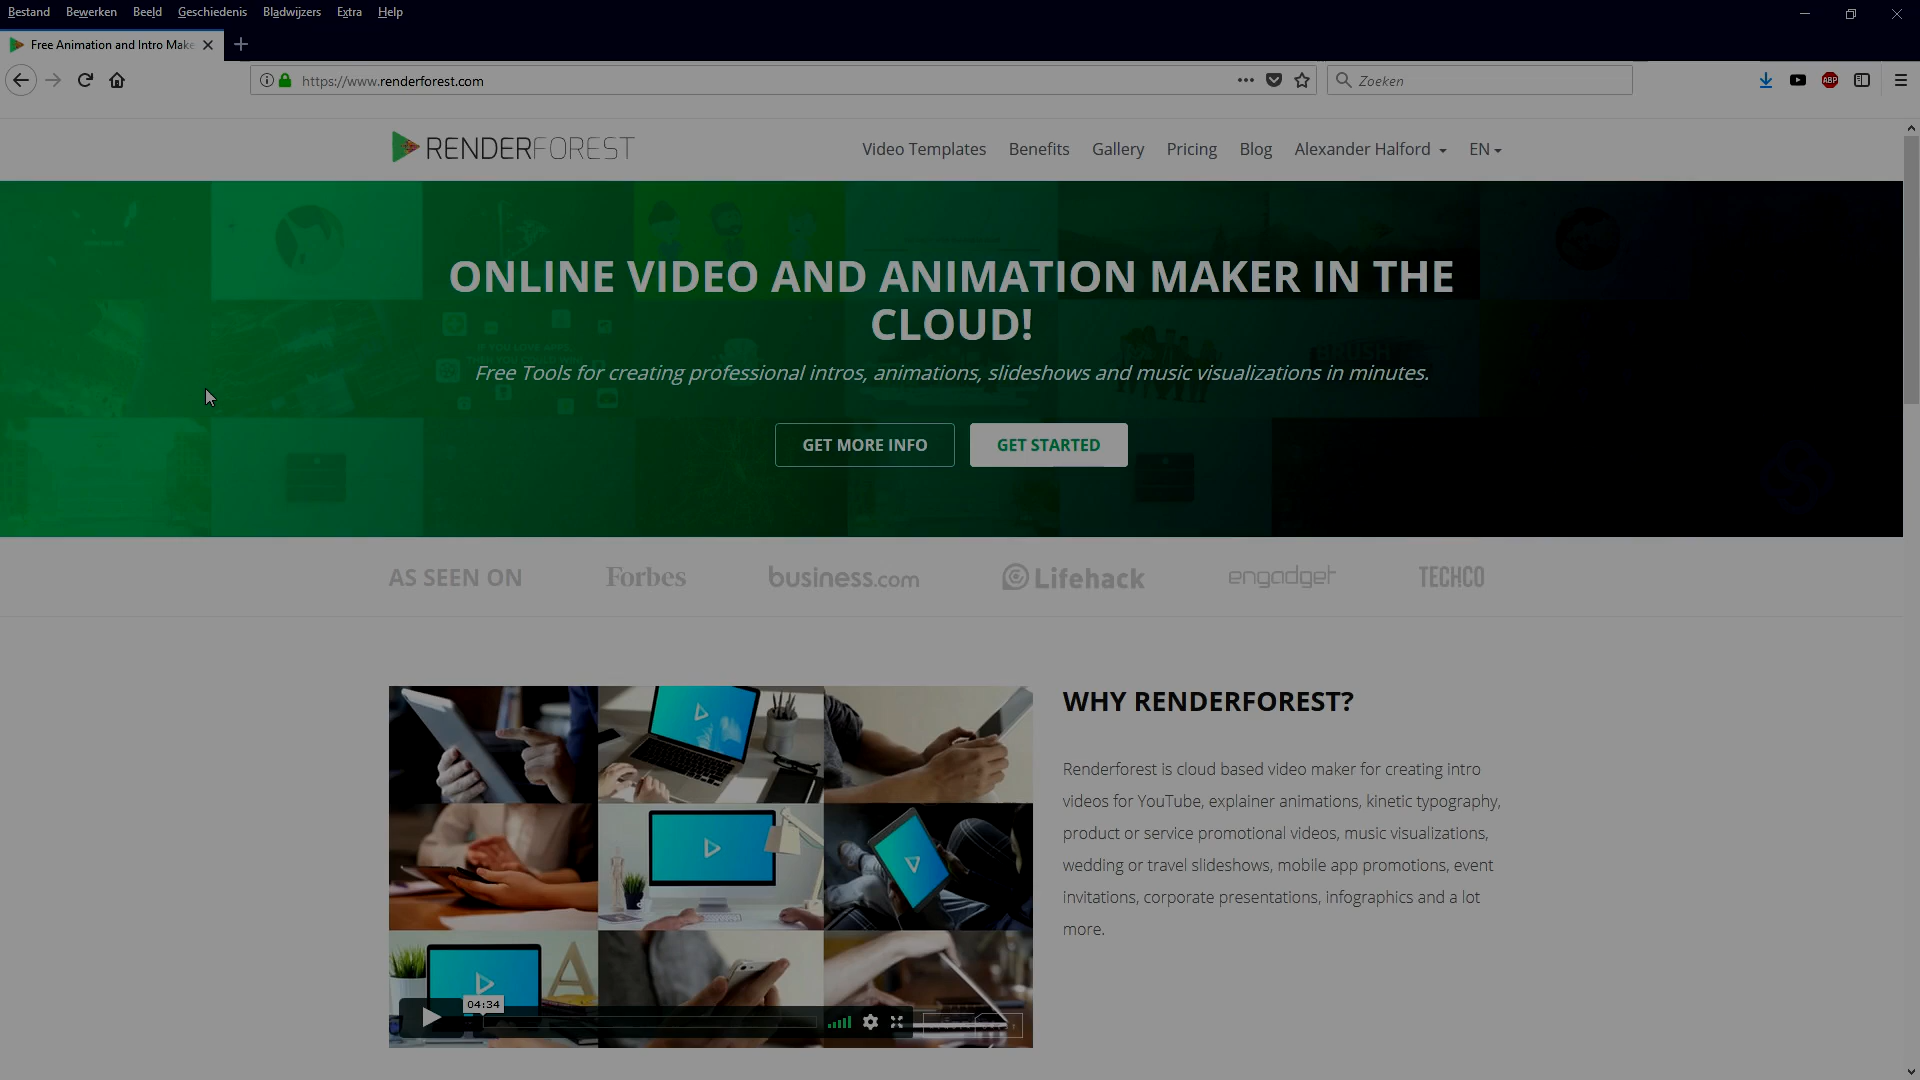 Bestand Bewerken Beeld Geschiedenis Bladwijzers Extra Help
Free Animation and Intro Make
https://www.renderforest.com
Zoeken
ABP
RENDERFOREST
Video Templates Benefits Gallery Pricing Blog Alexander Halford EN
ONLINE VIDEO AND ANIMATION MAKER IN THE
CLOUD!
Free Tools for creating professional intros, animations, slideshows and music visualizations in minutes.
BRUSH
GET MORE INFO GET STARTED
AS SEEN ON Forbes business.com Lifehack engadget TECH.CO
WHY RENDERFOREST?
Renderforest is cloud based video maker for creating intro
videos for YouTube, explainer animations, kinetic typography,
product or service promotional videos, music visualizations,
wedding or travel slideshows, mobile app promotions, event
invitations, corporate presentations, infographics and a lot
more.
A
04:34